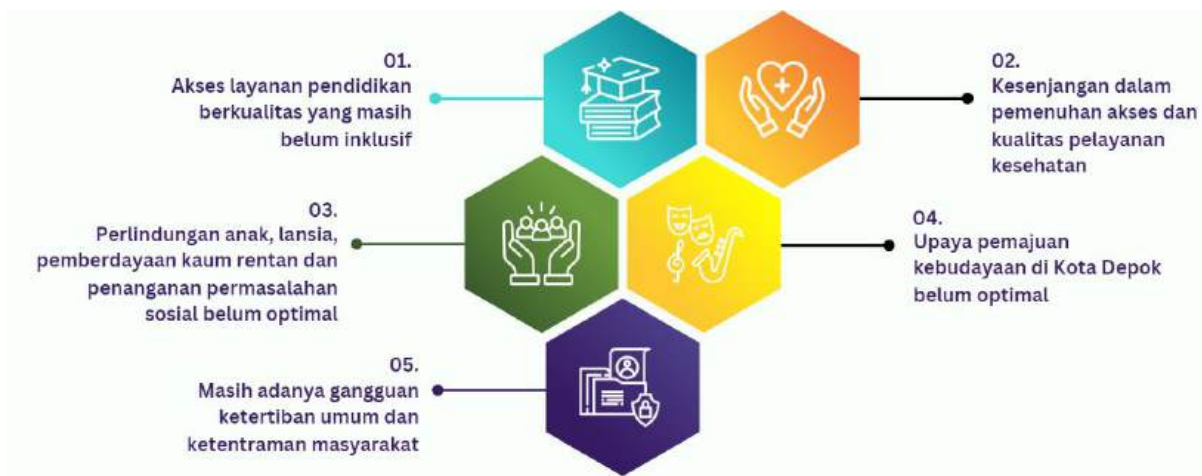 01.
Akses layanan pendidikan
berkualitas yang masih
belum inklusif
02.
Kesenjangan dalam
pemenuhan akses dan
kualitas pelayanan
kesehatan
03.
Perlindungan anak, lansia,
pemberdayaan kaum rentan dan
penanganan permasalahan
sosial belum optimal
04.
Upaya pemajuan
kebudayaan di Kota Depok
belum optimal
05.
Masih adanya gangguan
ketertiban umum dan
ketentraman masyarakat